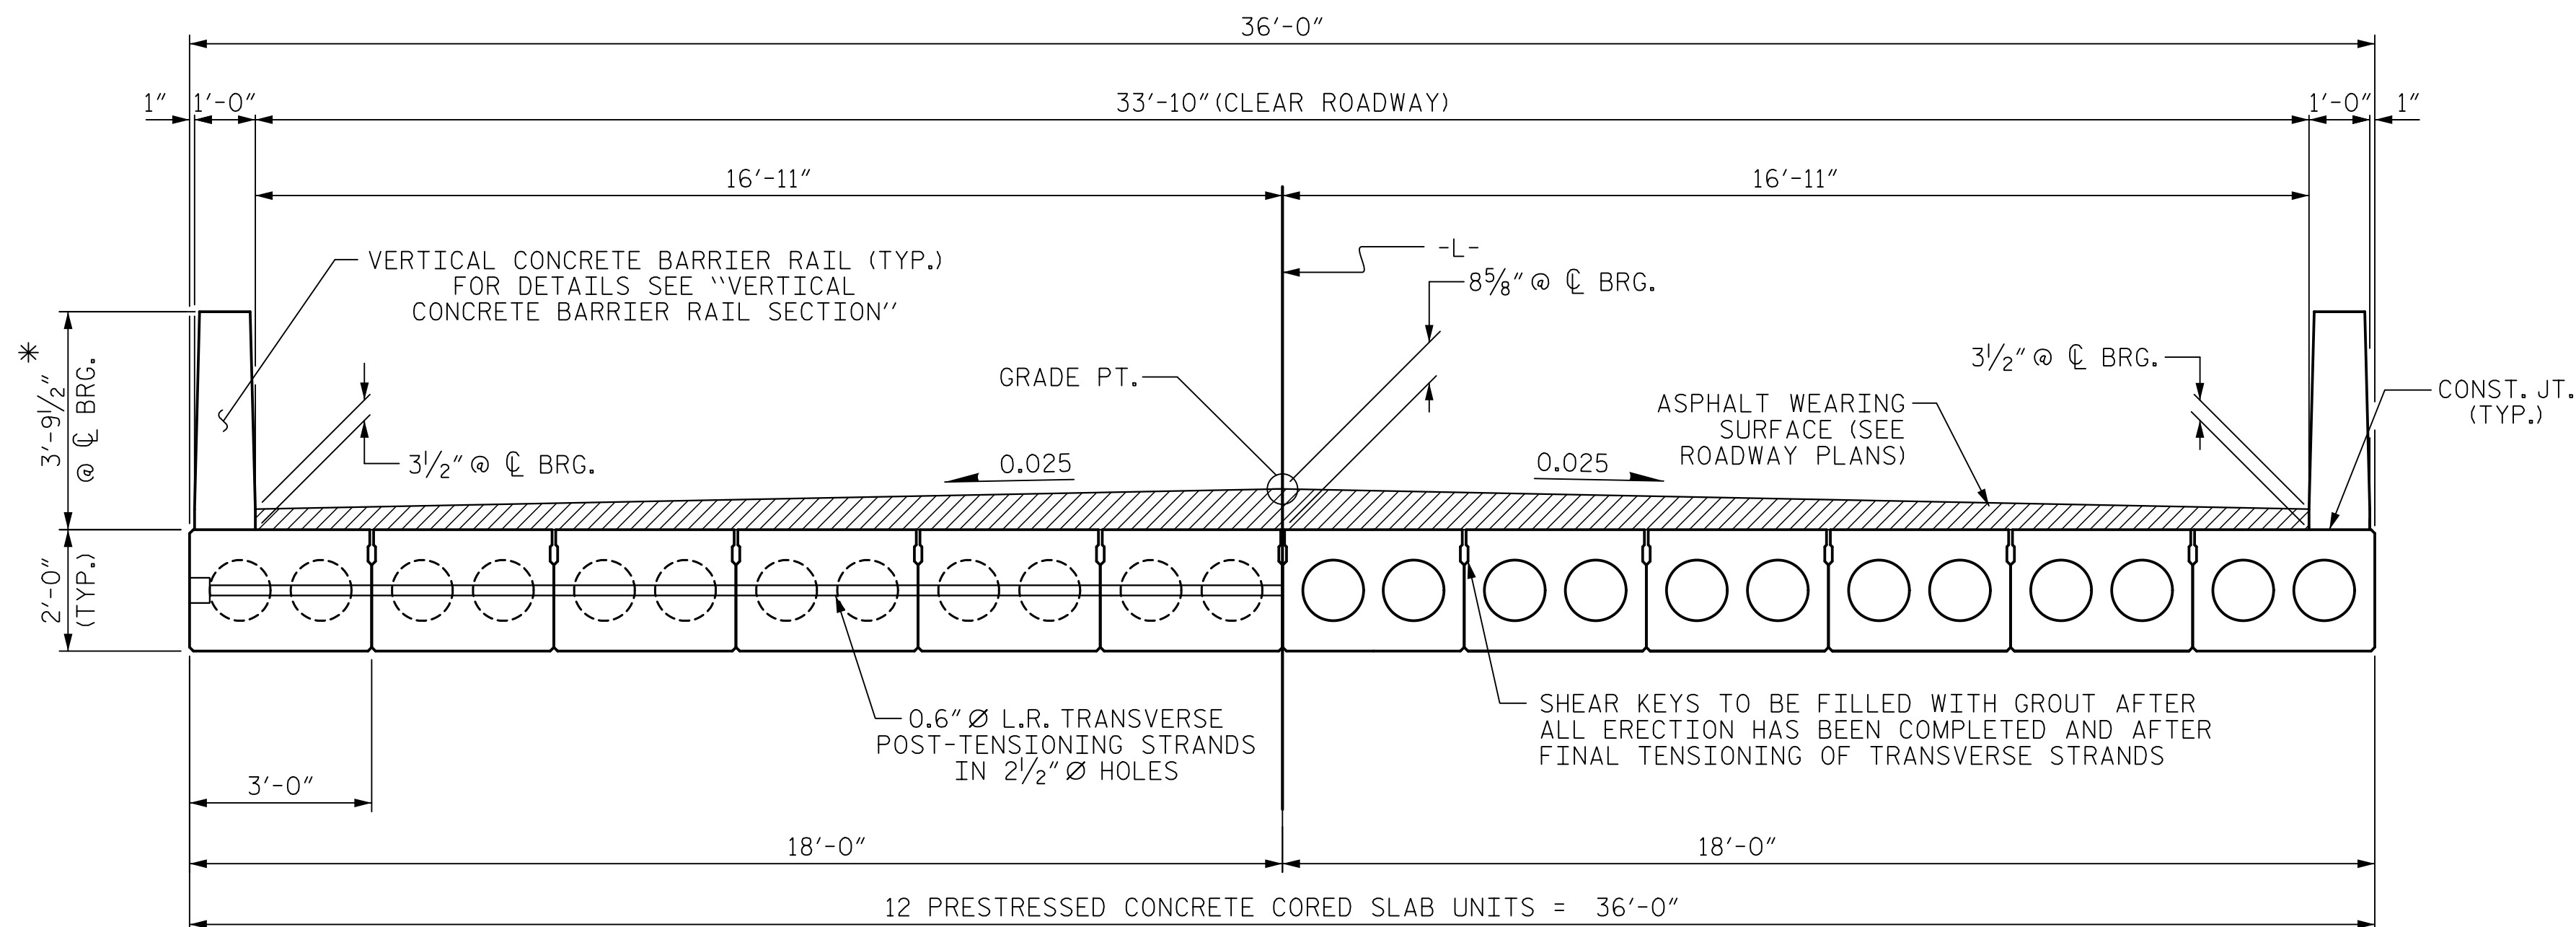 36'-0"
1" 1'-0" 33'-10" (CLEAR ROADWAY) 1'-0" 1"
16'-11" 16'-11"
-L-
VERTICAL CONCRETE BARRIER RAIL (TYP.)
FOR DETAILS SEE "VERTICAL
CONCRETE BARRIER RAIL SECTION"
8⅝" @ ℄ BRG.
*
3'-9½"
@ ℄ BRG.
GRADE PT.
3½" @ ℄ BRG.
CONST. JT.
(TYP.)
ASPHALT WEARING
SURFACE (SEE
ROADWAY PLANS)
3½" @ ℄ BRG.
0.025 0.025
2'-0"
(TYP.)
0.6" Ø L.R. TRANSVERSE
POST-TENSIONING STRANDS
IN 2½" Ø HOLES
SHEAR KEYS TO BE FILLED WITH GROUT AFTER
ALL ERECTION HAS BEEN COMPLETED AND AFTER
FINAL TENSIONING OF TRANSVERSE STRANDS
3'-0"
18'-0" 18'-0"
12 PRESTRESSED CONCRETE CORED SLAB UNITS = 36'-0"